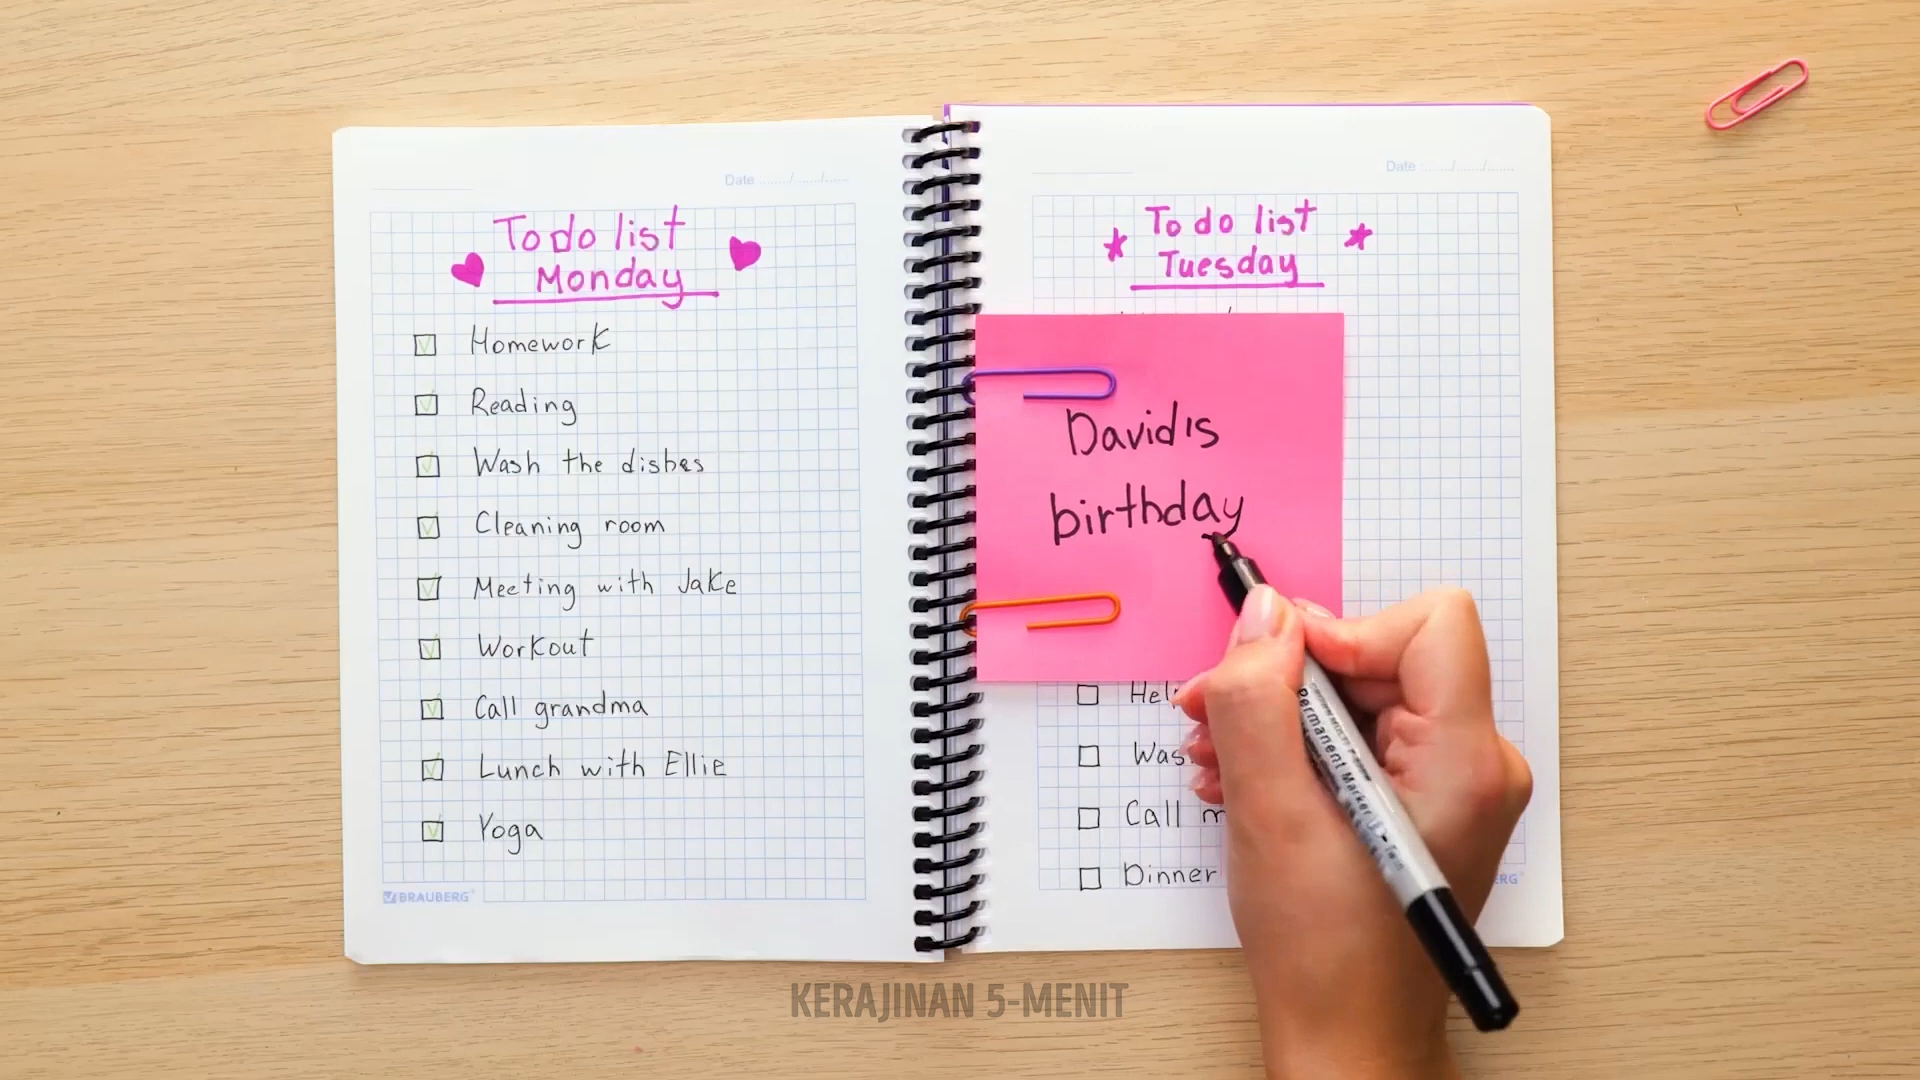 Date :....../....../......
To do list
Monday
Homework
Reading
Wash the dishes
Cleaning room
Meeting with Jake
Workout
Call grandma
Lunch with Ellie
Yoga
BRAUBERG
Date :....../....../......
To do list
Tuesday
David's
birthday
Call
Dinner
Permanent Marker
KERAJINAN 5-MENIT